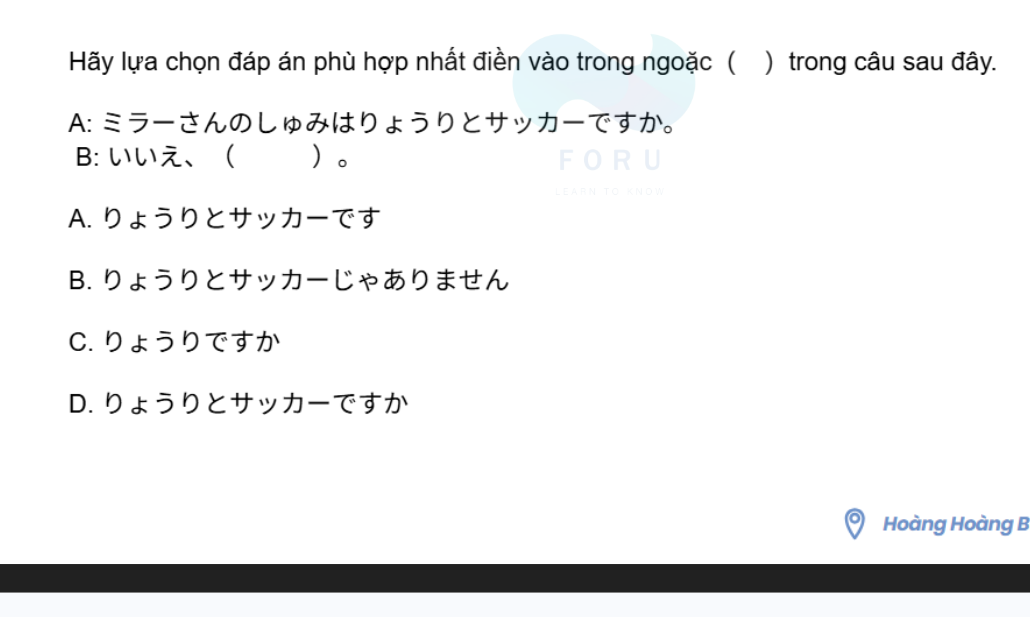 Hãy lựa chọn đáp án phù hợp nhất điền vào trong ngoặc (　) trong câu sau đây.
A: ミラーさんのしゅみはりょうりとサッカーですか。
B: いいえ、（　　　）。
FORU
LEARN TO KNOW
A. りょうりとサッカーです
B. りょうりとサッカーじゃありません
C. りょうりですか
D. りょうりとサッカーですか
Hoàng Hoàng B